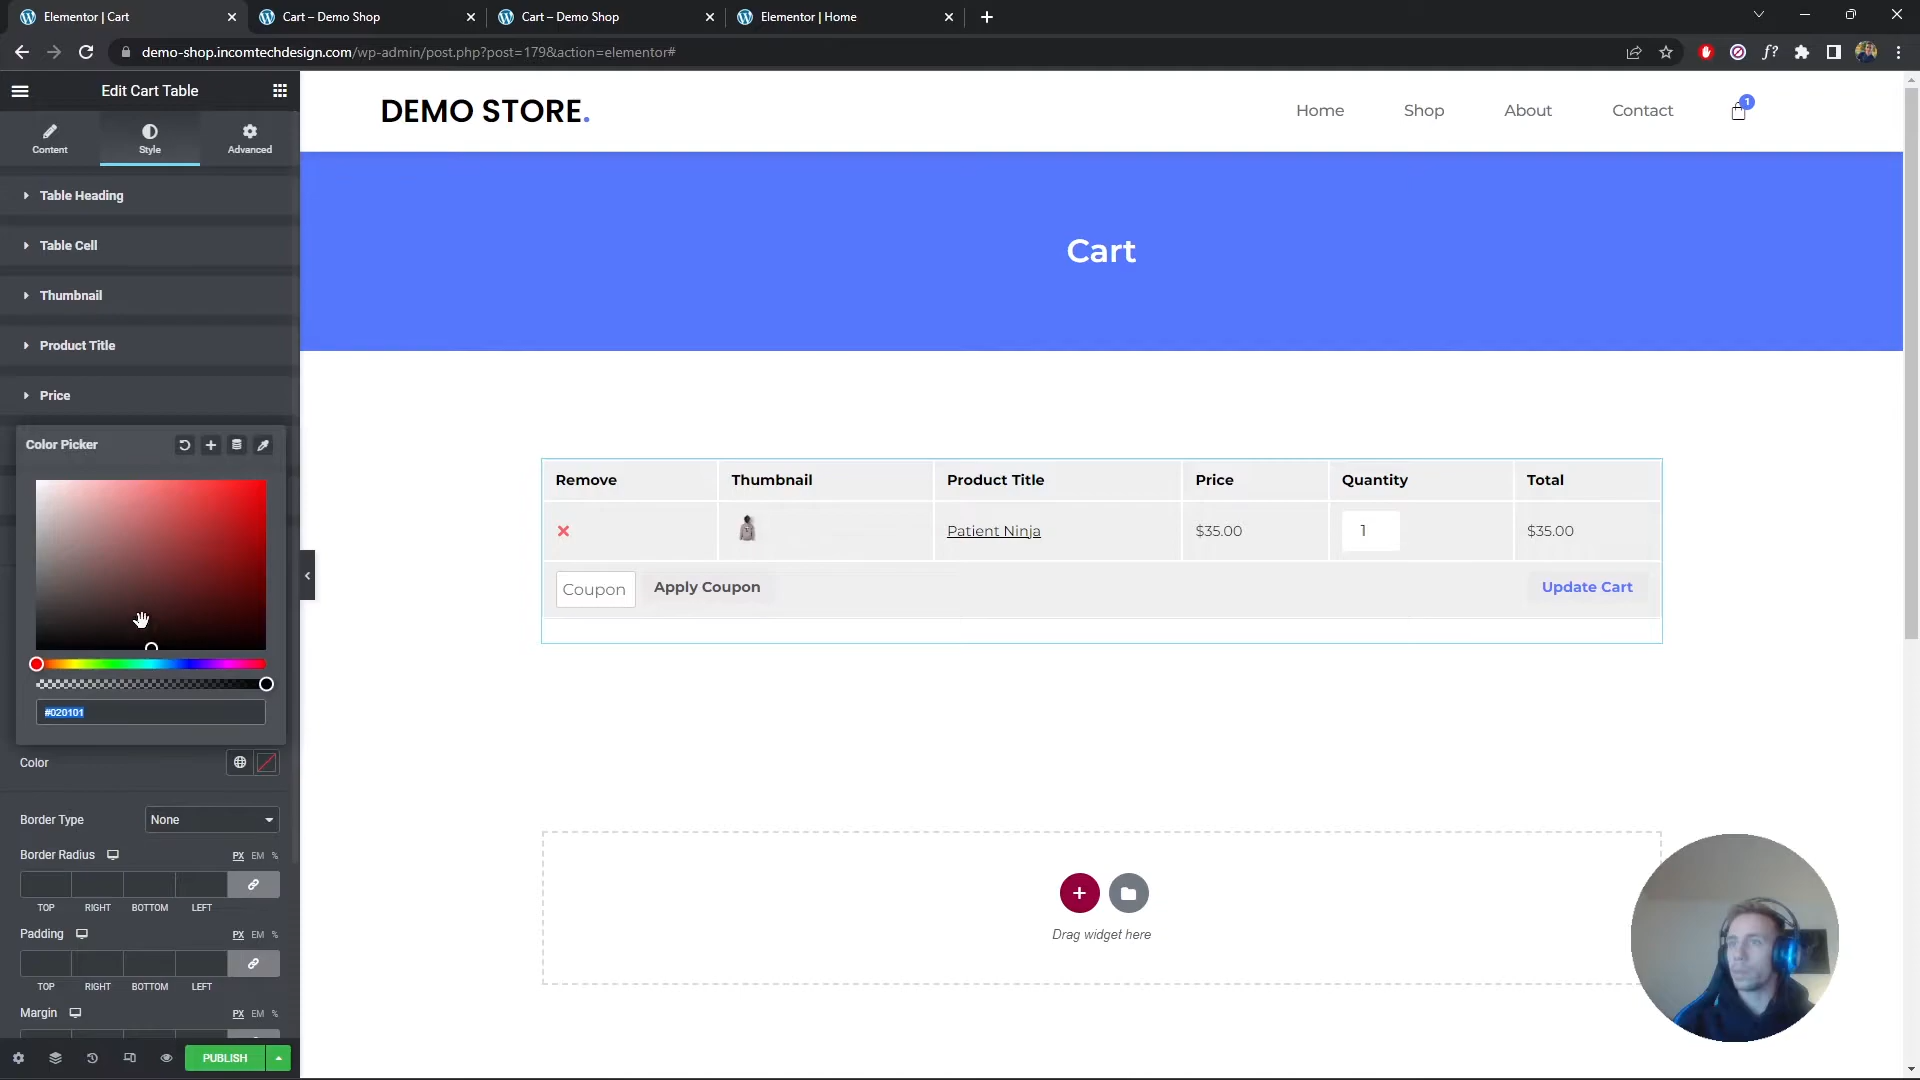 Elementor | Cart
Cart – Demo Shop
Cart – Demo Shop
Elementor | Home
demo-shop.incomtechdesign.com/wp-admin/post.php?post=179&action=elementor#
Edit Cart Table
Content
Style
Advanced
Table Heading
Table Cell
Thumbnail
Product Title
Price
Color Picker
#020101
Color
Border Type
None
Border Radius
PX EM %
TOP RIGHT BOTTOM LEFT
Padding
PX EM %
TOP RIGHT BOTTOM LEFT
Margin
PX EM %
PUBLISH
DEMO STORE.
Home
Shop
About
Contact
1
Cart
Remove Thumbnail Product Title Price Quantity Total
Patient Ninja $35.00 1 $35.00
Coupon Apply Coupon Update Cart
Drag widget here